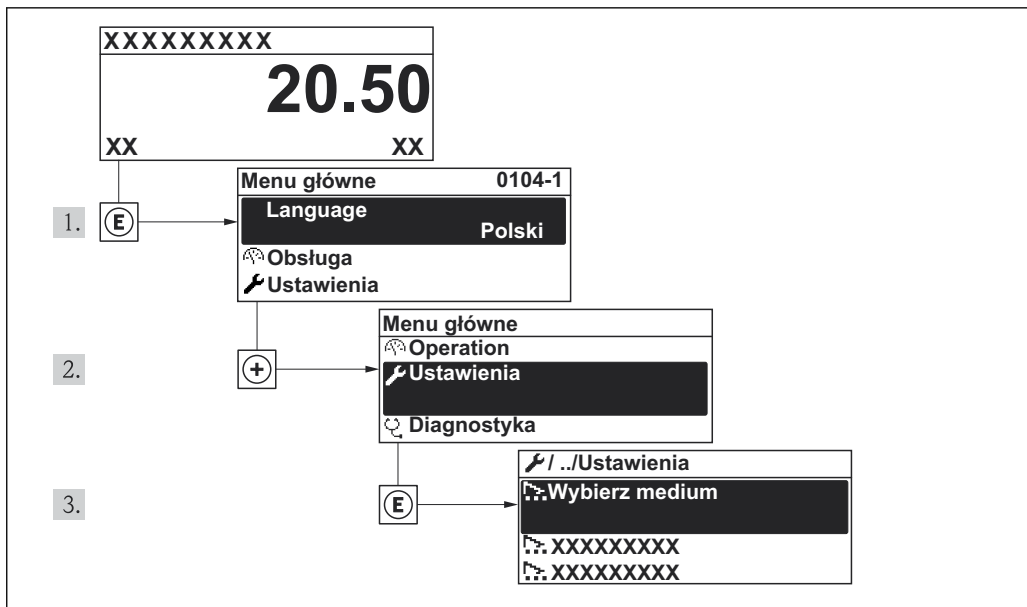 XXXXXXXXX
20.50
XX XX
Menu główne 0104-1
Language
Polski
1. E
Obsługa
Ustawienia
Menu główne
Operation
2. +
Ustawienia
Diagnostyka
/ ../Ustawienia
Wybierz medium
3. E
XXXXXXXXX
XXXXXXXXX